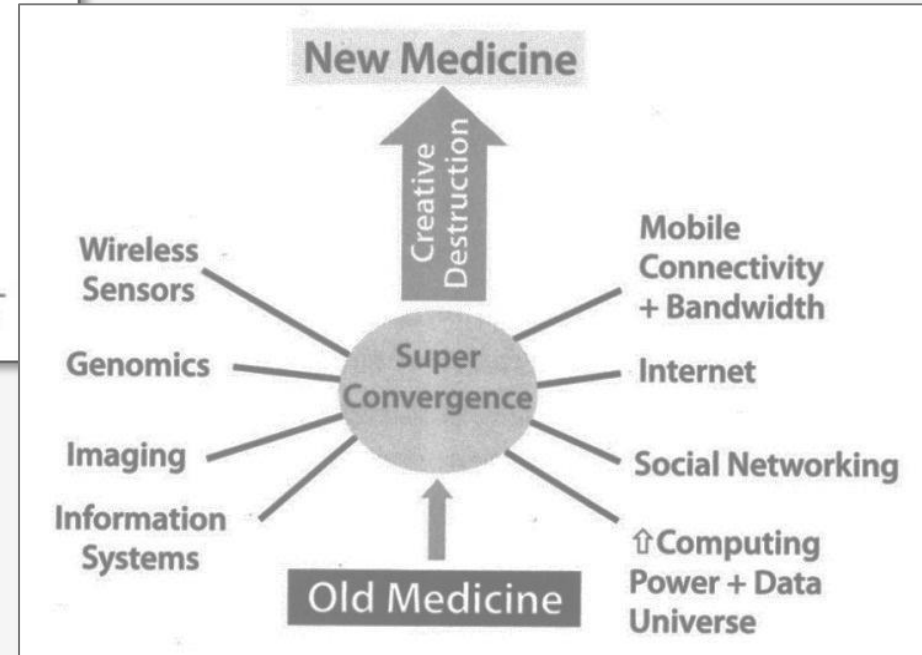 New Medicine
Creative
Destruction
Wireless
Sensors
Genomics
Imaging
Information
Systems
Super
Convergence
Mobile
Connectivity
+ Bandwidth
Internet
Social Networking
⇧Computing
Power + Data
Universe
Old Medicine